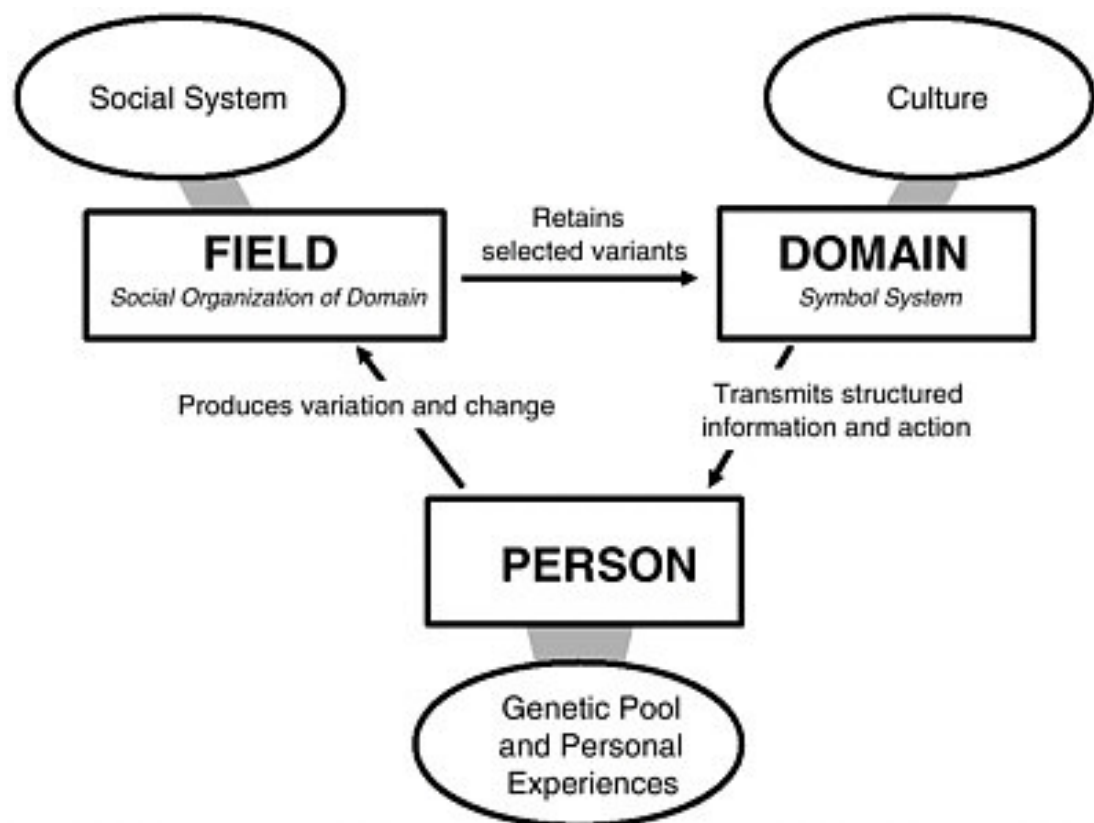 Social System
Culture
FIELD
Social Organization of Domain
Retains
selected variants
DOMAIN
Symbol System
Produces variation and change
Transmits structured
information and action
PERSON
Genetic Pool
and Personal
Experiences